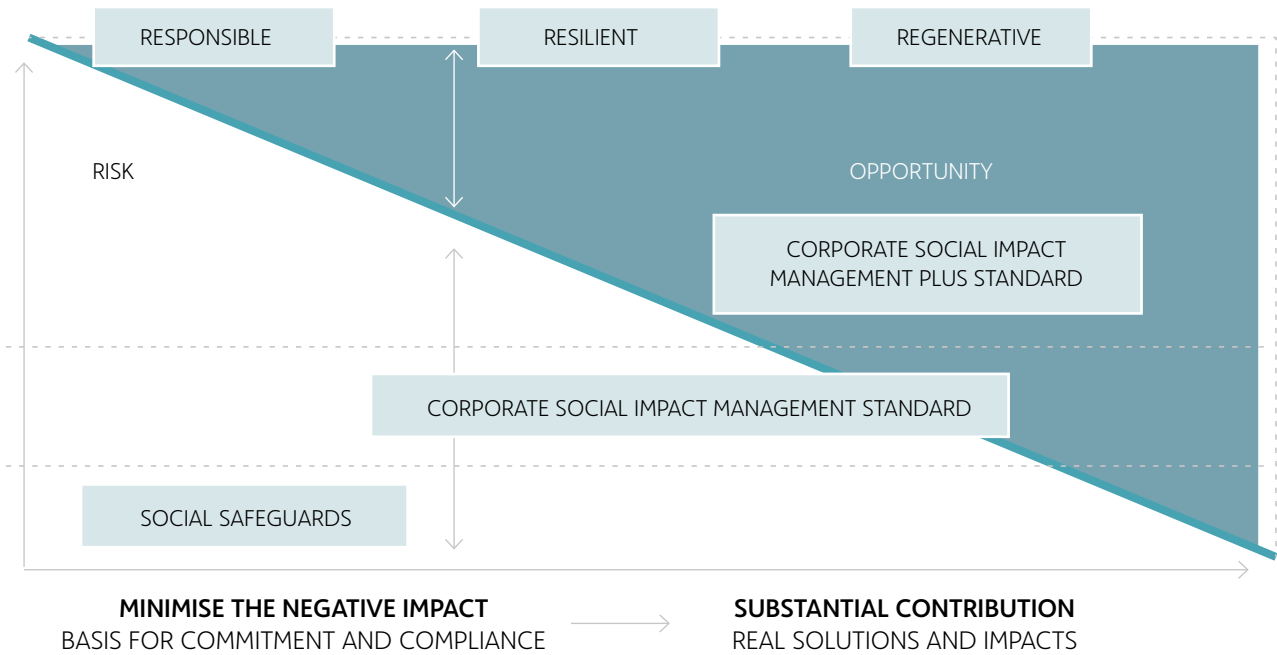 RESPONSIBLE
RESILIENT
REGENERATIVE
RISK
OPPORTUNITY
CORPORATE SOCIAL IMPACT
MANAGEMENT PLUS STANDARD
CORPORATE SOCIAL IMPACT MANAGEMENT STANDARD
SOCIAL SAFEGUARDS
MINIMISE THE NEGATIVE IMPACT
BASIS FOR COMMITMENT AND COMPLIANCE
SUBSTANTIAL CONTRIBUTION
REAL SOLUTIONS AND IMPACTS